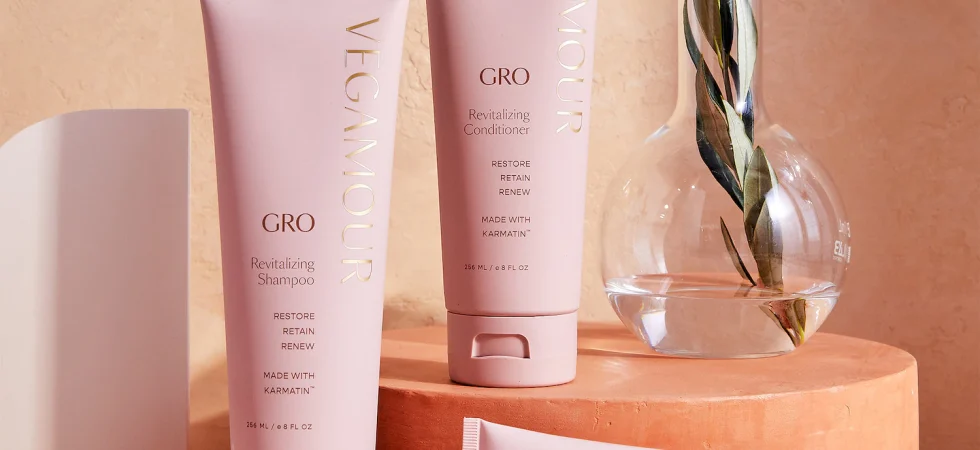 VEGAMOUR
GRO
Revitalizing
Shampoo
RESTORE
RETAIN
RENEW
MADE WITH
KARMATIN™
256 ML / e 8 FL OZ
MOUR
GRO
Revitalizing
Conditioner
RESTORE
RETAIN
RENEW
MADE WITH
KARMATIN™
256 ML / e 8 FL OZ